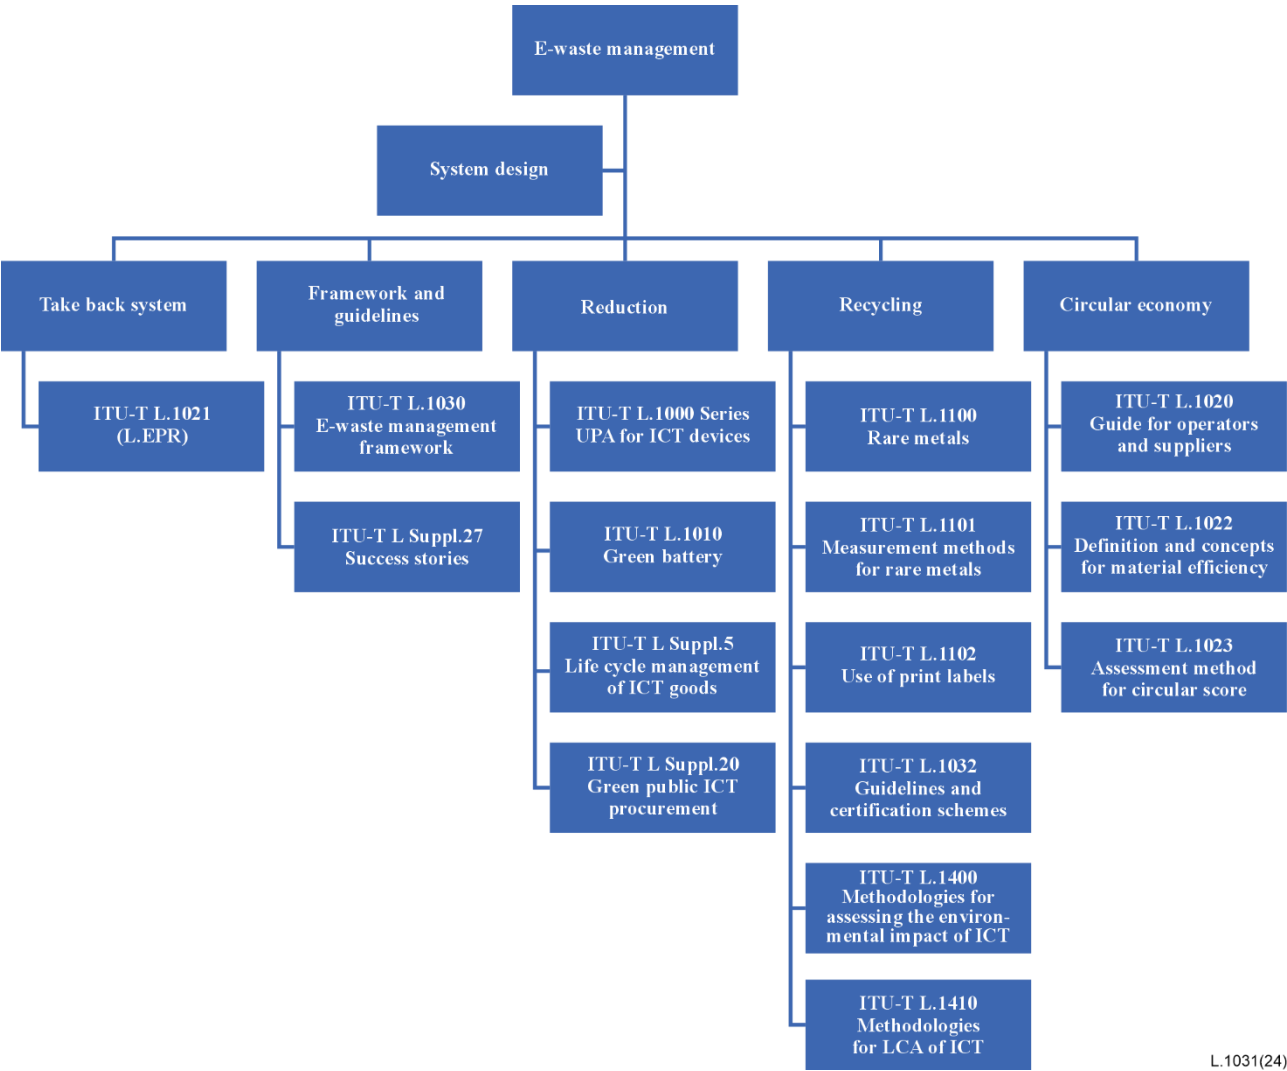 E-waste management
System design
Take back system
Framework and
guidelines
Reduction
Recycling
Circular economy
ITU-T L.1021
(L.EPR)
ITU-T L.1030
E-waste management
framework
ITU-T L Suppl.27
Success stories
ITU-T L.1000 Series
UPA for ICT devices
ITU-T L.1010
Green battery
ITU-T L Suppl.5
Life cycle management
of ICT goods
ITU-T L Suppl.20
Green public ICT
procurement
ITU-T L.1100
Rare metals
ITU-T L.1101
Measurement methods
for rare metals
ITU-T L.1102
Use of print labels
ITU-T L.1032
Guidelines and
certification schemes
ITU-T L.1400
Methodologies for
assessing the environ-
mental impact of ICT
ITU-T L.1410
Methodologies
for LCA of ICT
ITU-T L.1020
Guide for operators
and suppliers
ITU-T L.1022
Definition and concepts
for material efficiency
ITU-T L.1023
Assessment method
for circular score
L.1031(24)